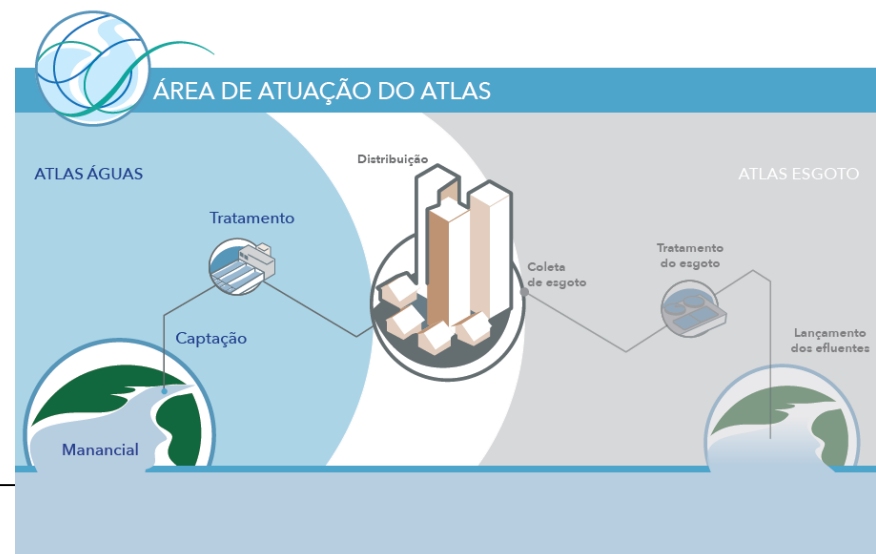 ÁREA DE ATUAÇÃO DO ATLAS
ATLAS ÁGUAS
Distribuição
ATLAS ESGOTO
Tratamento
Captação
Manancial
Coleta
de esgoto
Tratamento
do esgoto
Lançamento
dos efluentes